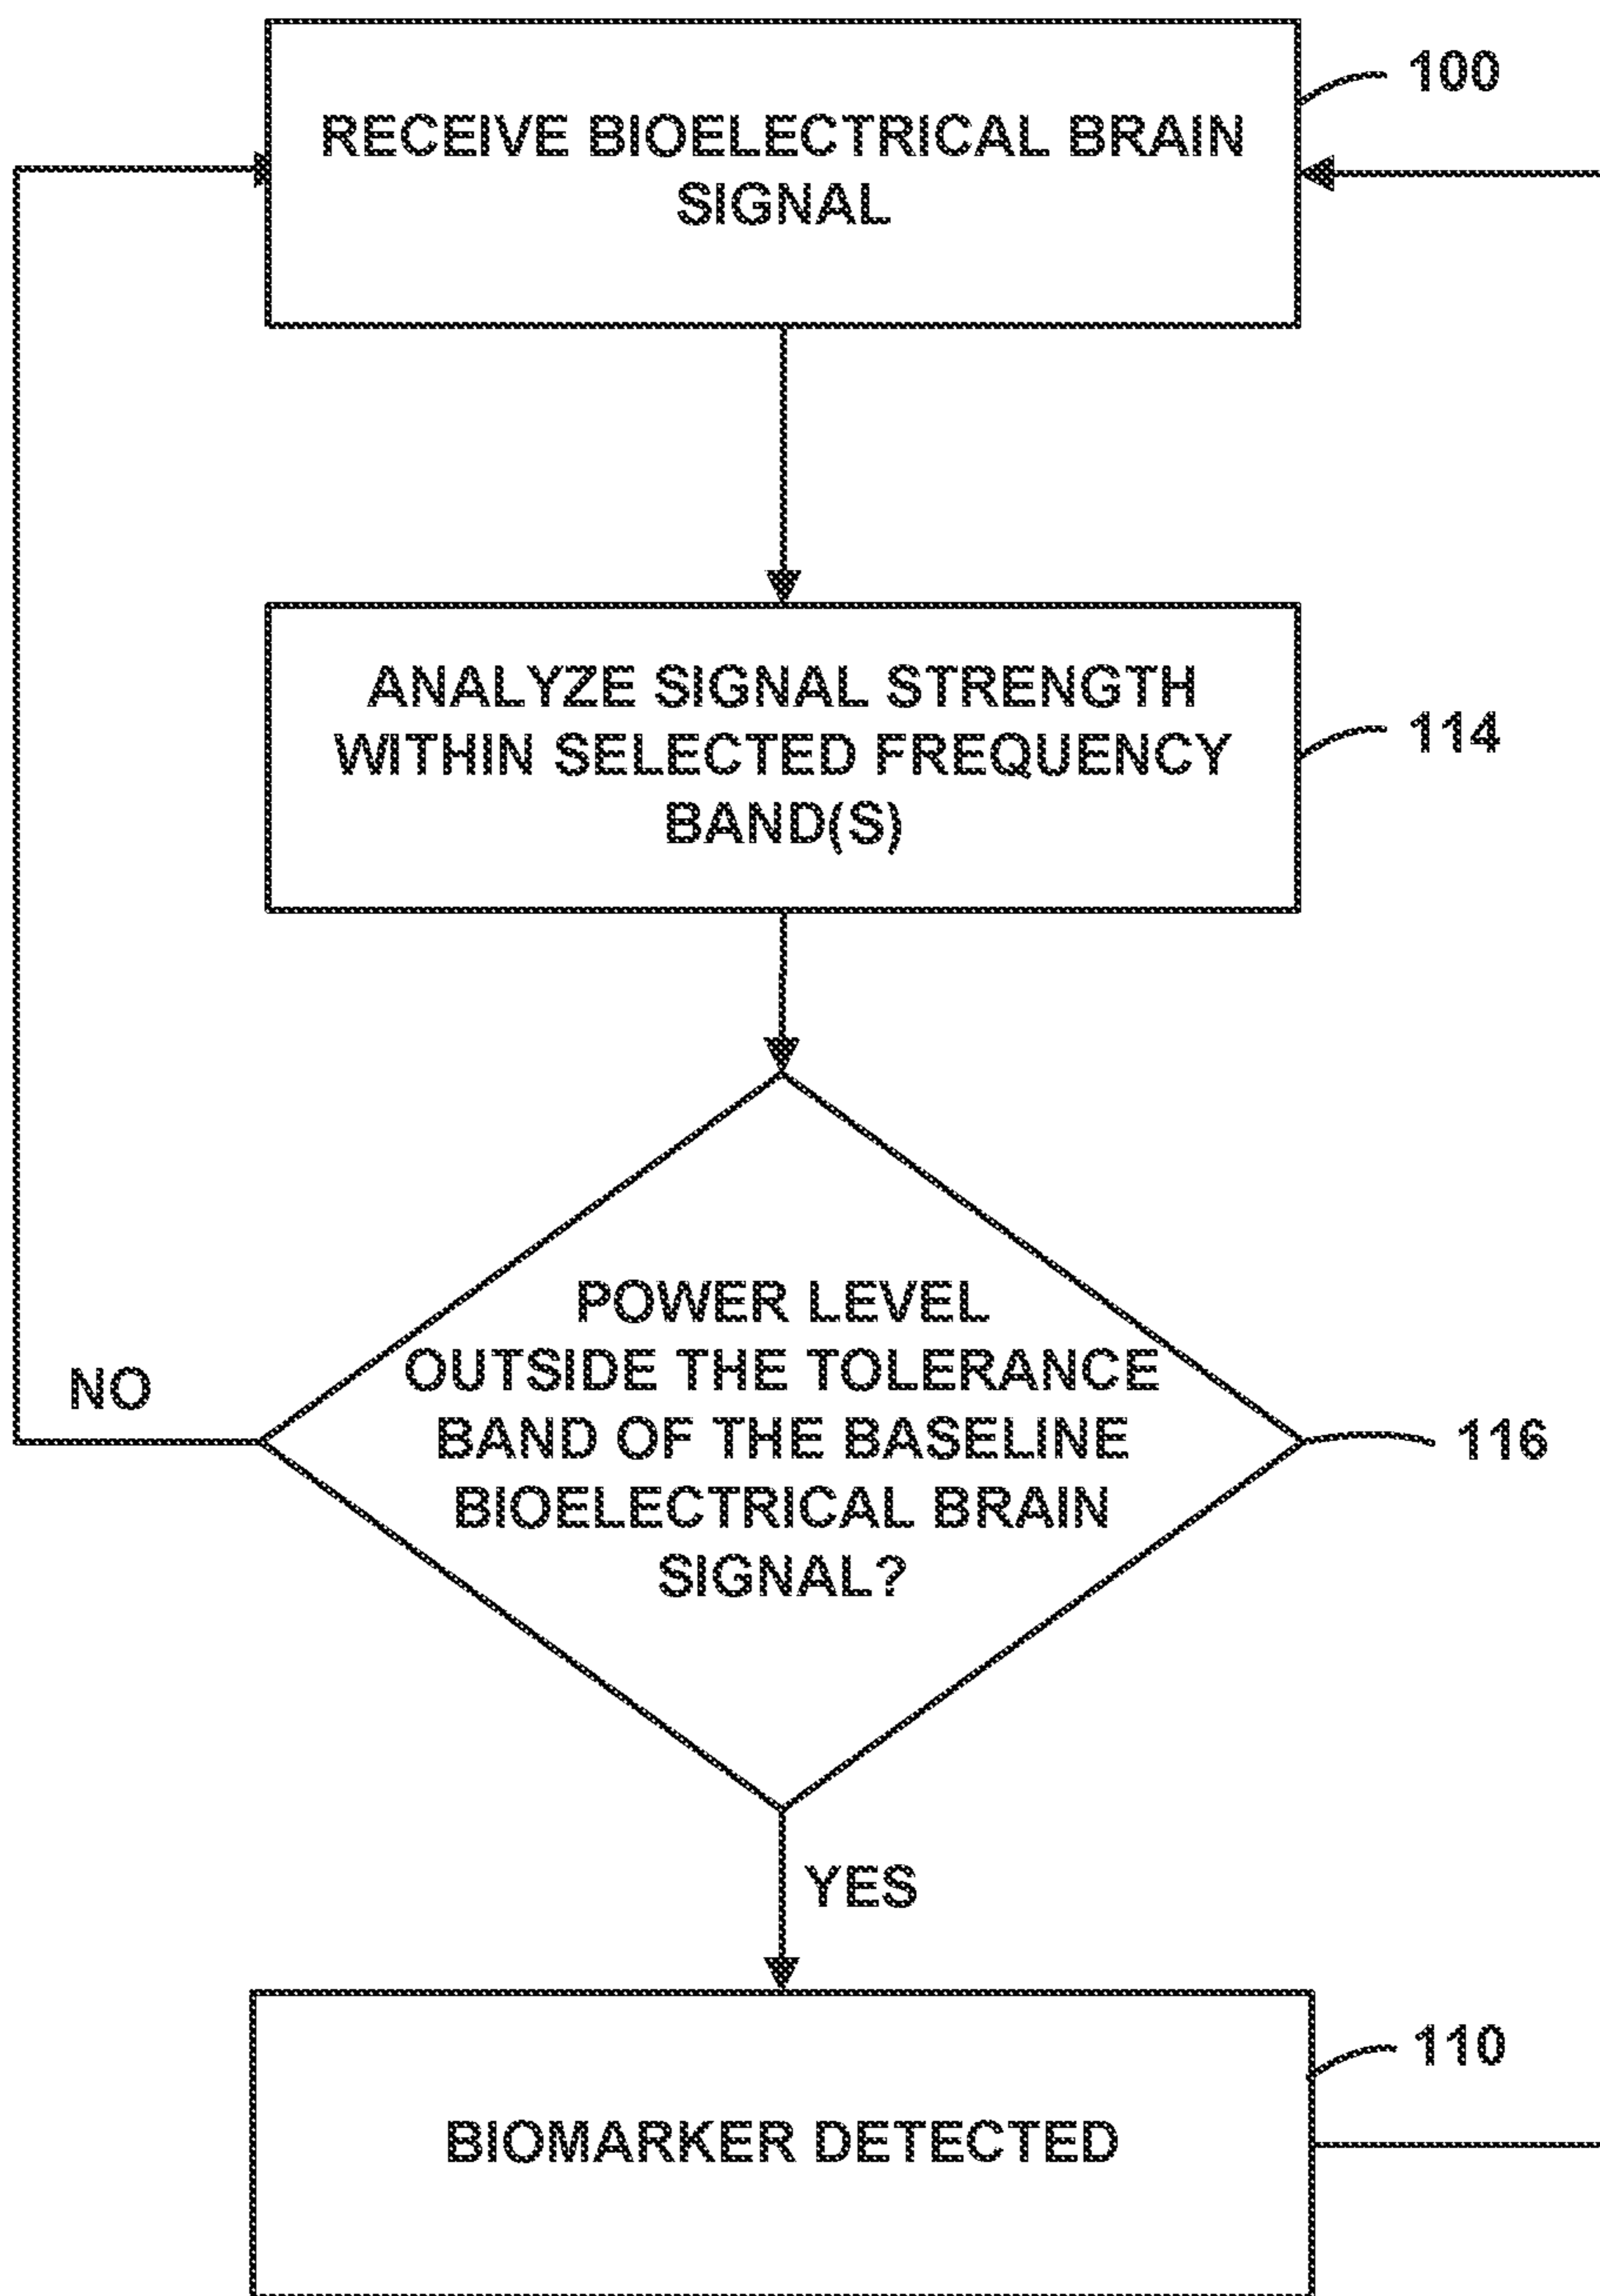 100
RECEIVE BIOELECTRICAL BRAIN
SIGNAL
ANALYZE SIGNAL STRENGTH
WITHIN SELECTED FREQUENCY
BAND(S)
114
POWER LEVEL
OUTSIDE THE TOLERANCE
BAND OF THE BASELINE
BIOELECTRICAL BRAIN
SIGNAL?
NO
116
YES
110
BIOMARKER DETECTED